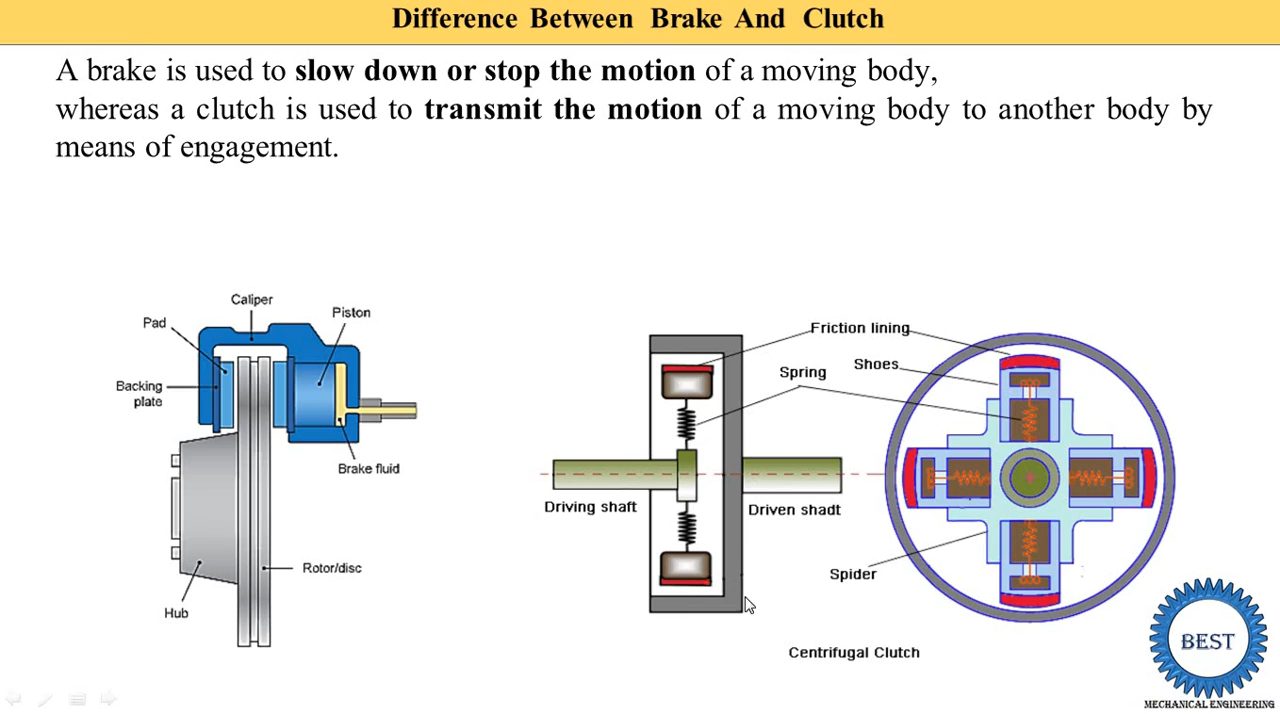 Difference Between Brake And Clutch
A brake is used to slow down or stop the motion of a moving body,
whereas a clutch is used to transmit the motion of a moving body to another body by
means of engagement.
Caliper
Piston
Pad
Backing
plate
Brake fluid
Rotor/disc
Hub
Friction lining
Shoes
Spring
Driving shaft
Driven shadt
Spider
Centrifugal Clutch
BEST
MECHANICAL ENGINEERING